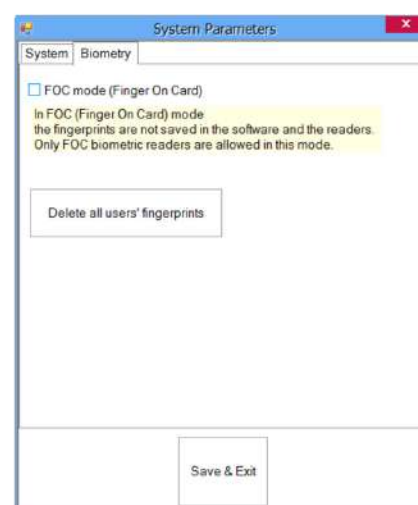 System Parameters
x
System Biometry
FOC mode (Finger On Card)
In FOC (Finger On Card) mode
the fingerprints are not saved in the software and the readers.
Only FOC biometric readers are allowed in this mode.
Delete all users' fingerprints
Save & Exit